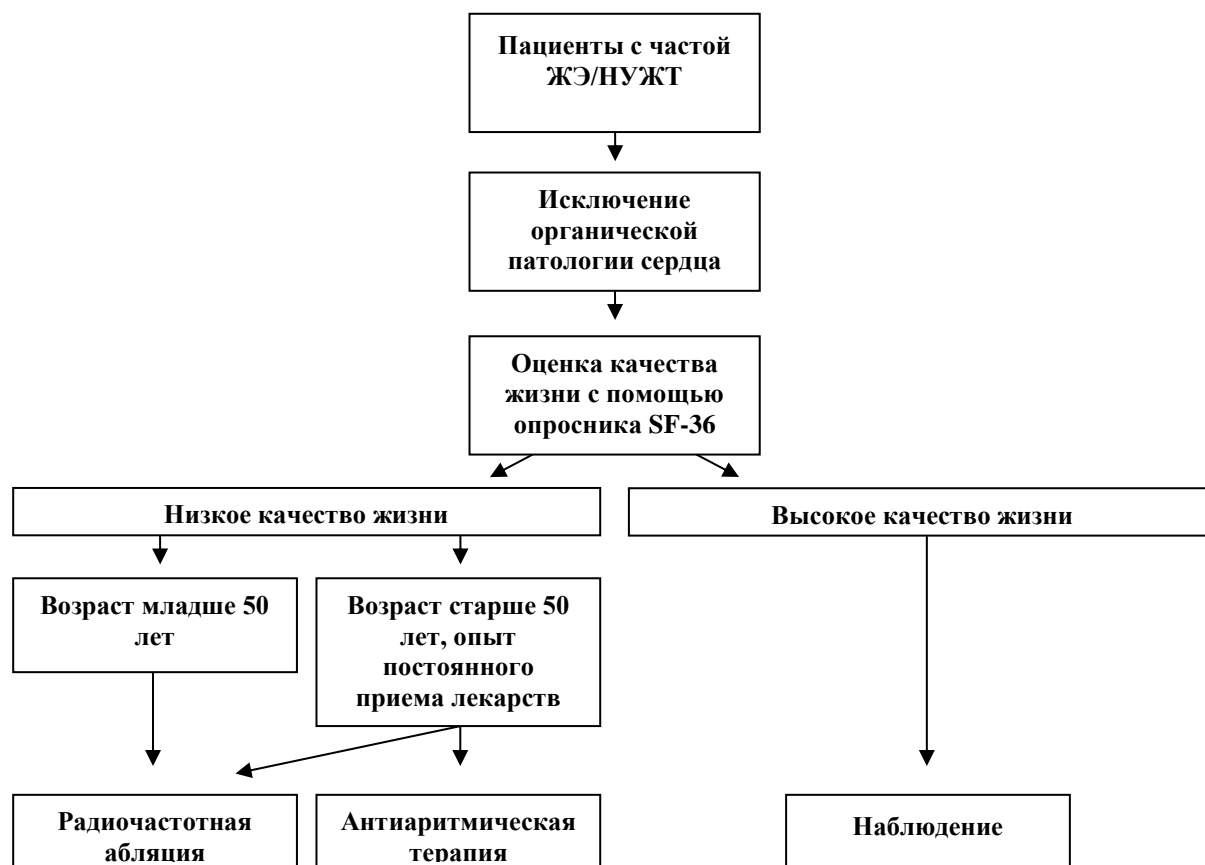 Пациенты с частой
ЖЭ/НУЖТ
Исключение
органической
патологии сердца
Оценка качества
жизни с помощью
опросника SF-36
Низкое качество жизни
Высокое качество жизни
Возраст младше 50
лет
Возраст старше 50
лет, опыт
постоянного
приема лекарств
Радиочастотная
абляция
Антиаритмическая
терапия
Наблюдение